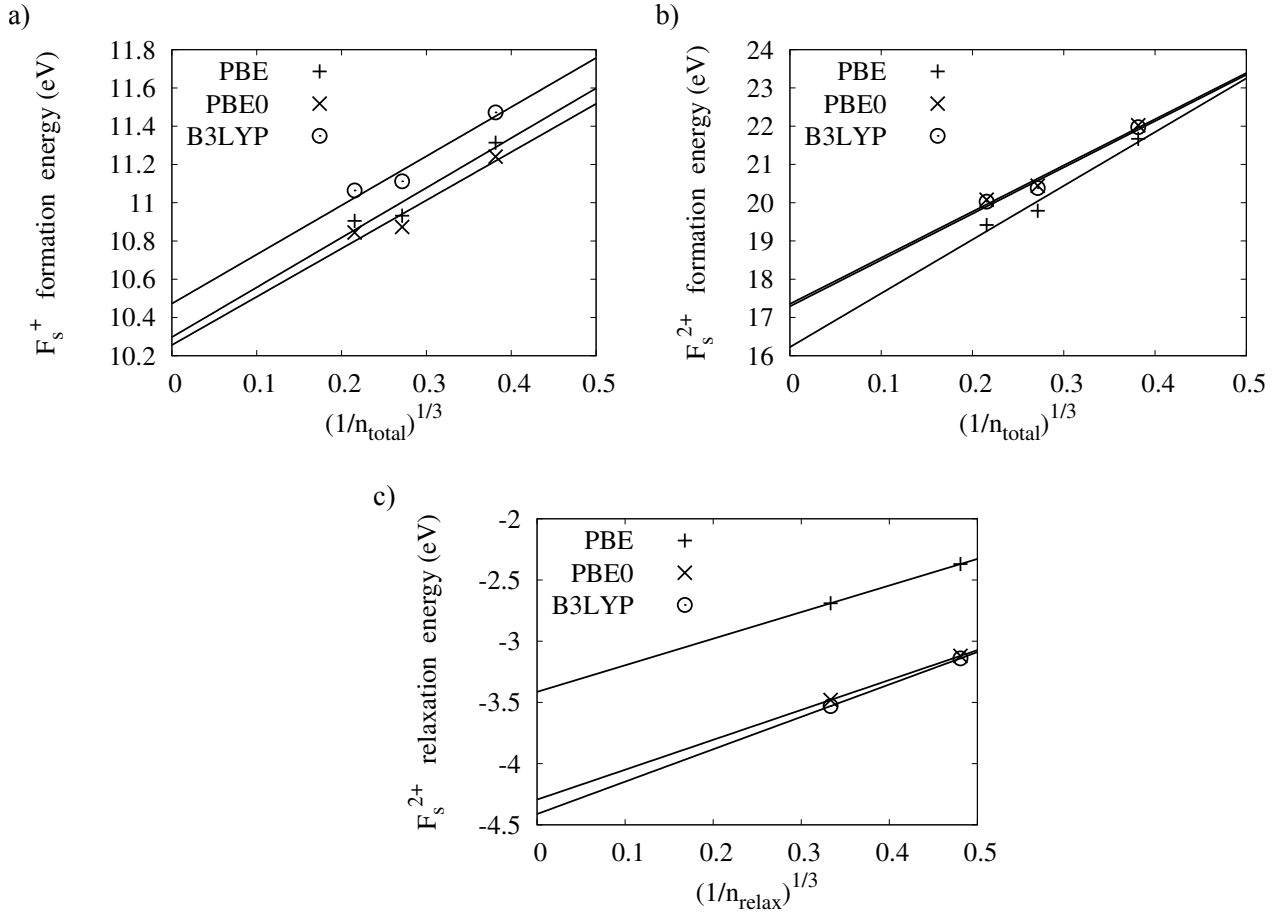 a)
F_s^+ formation energy (eV)
11.8
11.6
11.4
11.2
11
10.8
10.6
10.4
10.2
PBE
PBE0
B3LYP
0 0.1 0.2 0.3 0.4 0.5
(1/n_total)^1/3
b)
F_s^2+ formation energy (eV)
24
23
22
21
20
19
18
17
16
PBE
PBE0
B3LYP
0 0.1 0.2 0.3 0.4 0.5
(1/n_total)^1/3
c)
F_s^2+ relaxation energy (eV)
-2
-2.5
-3
-3.5
-4
-4.5
PBE
PBE0
B3LYP
0 0.1 0.2 0.3 0.4 0.5
(1/n_relax)^1/3